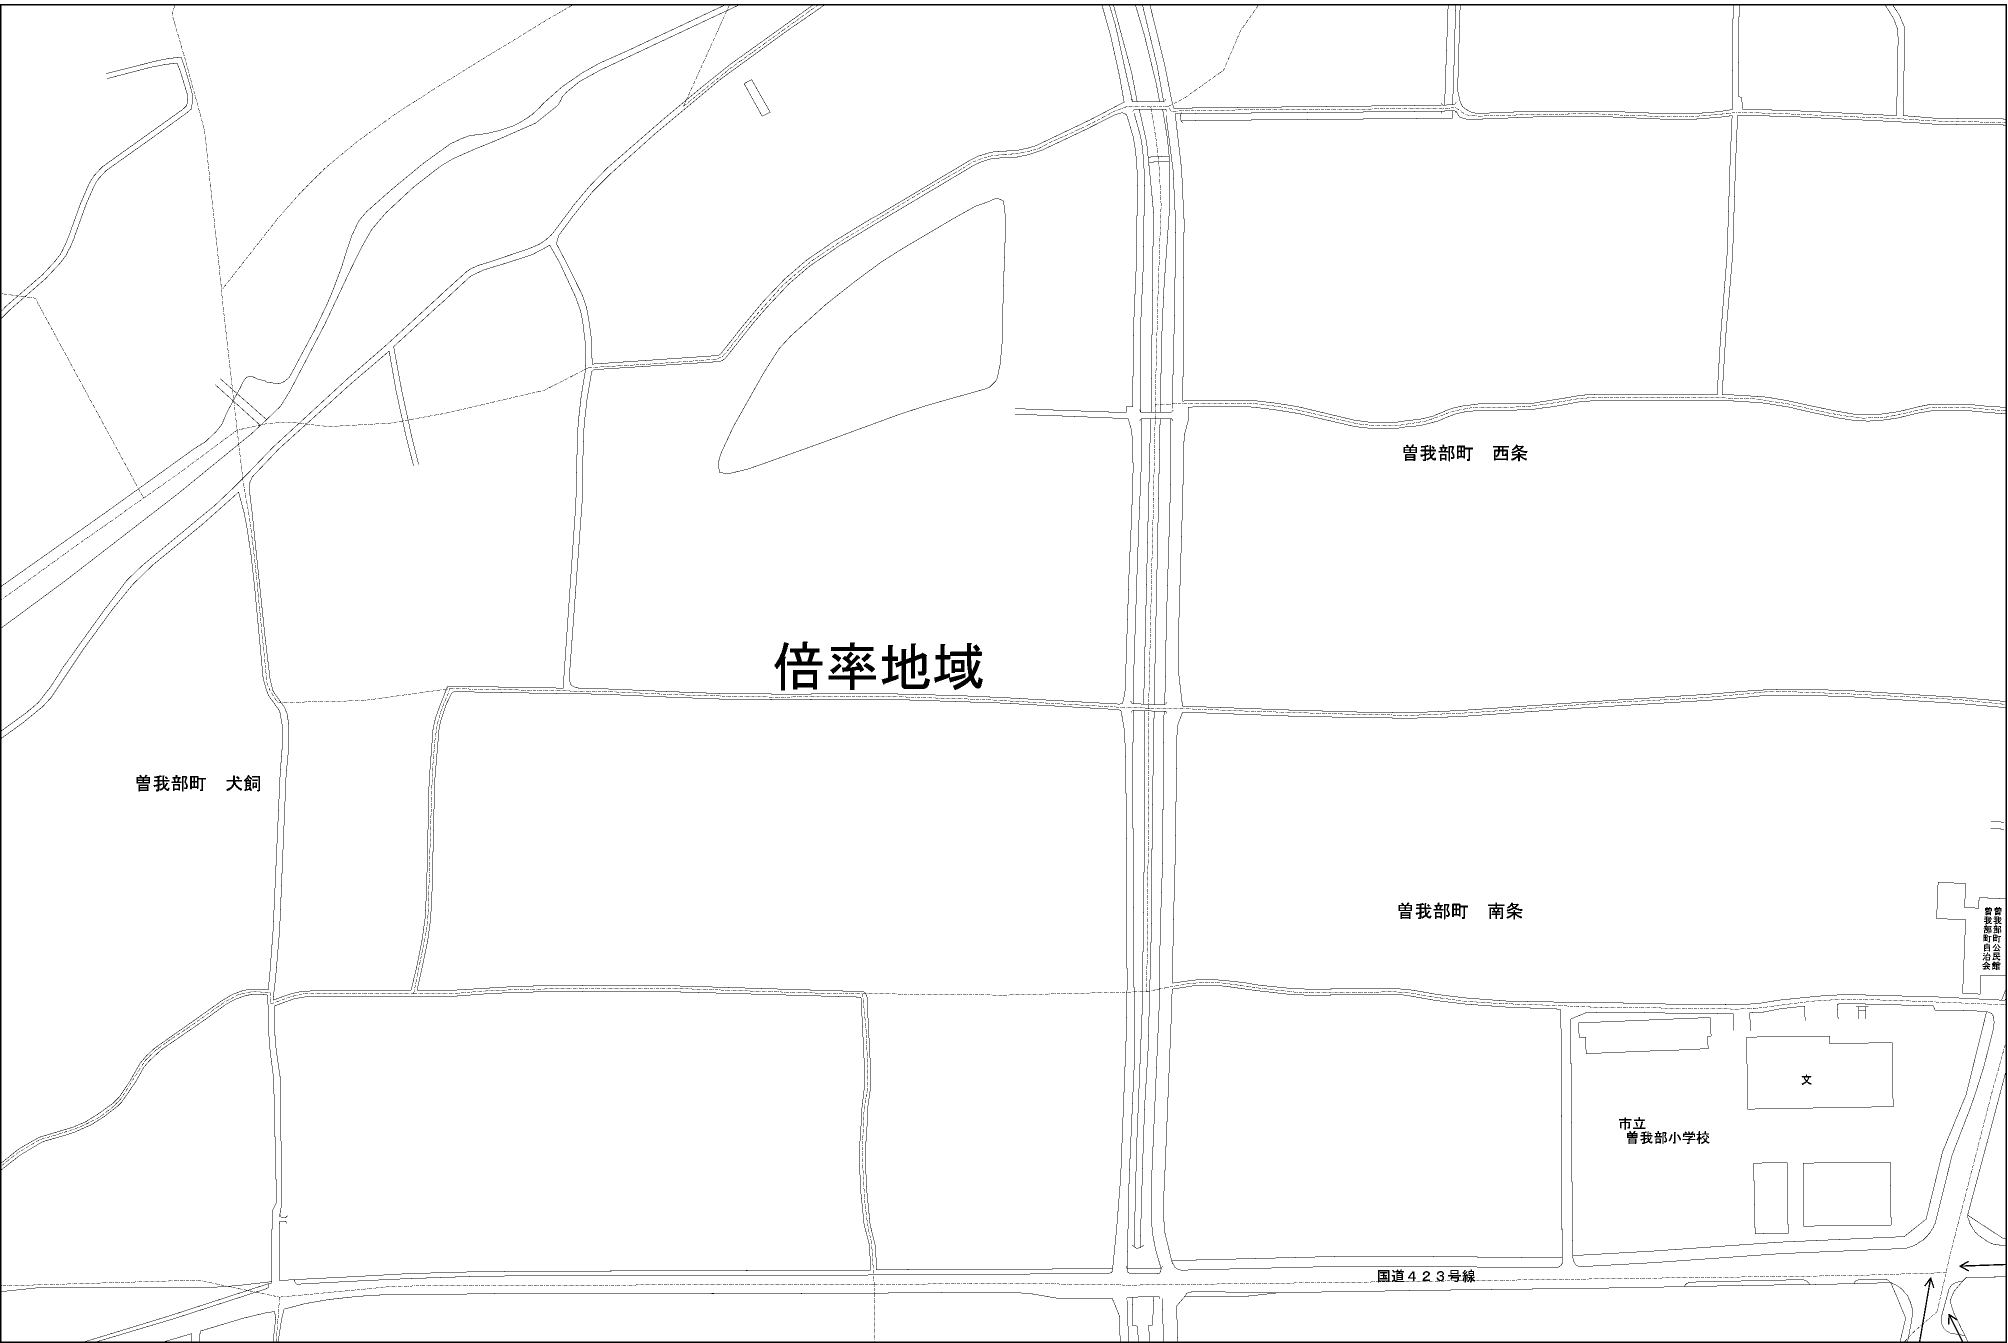 曽我部町　西条
倍率地域
曽我部町　犬飼
曽我部町　南条
曽我部町公民館
曽我部町自治会
文
市立
曽我部小学校
国道４２３号線